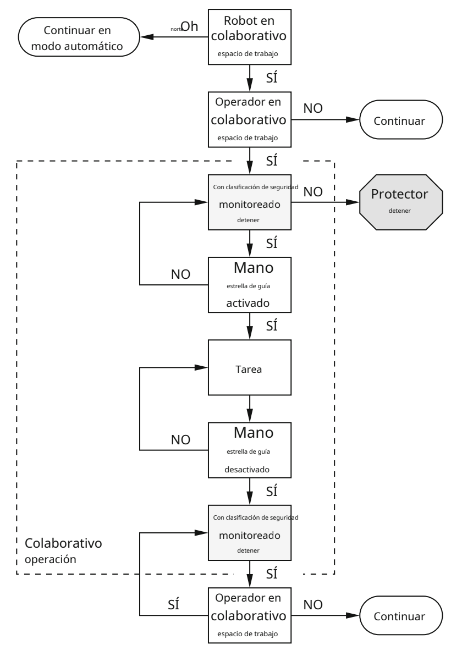 Continuar en
modo automático
nomOh
Robot en
colaborativo
espacio de trabajo
SÍ
Operador en
colaborativo
espacio de trabajo
NO
Continuar
SÍ
Con clasificación de seguridad
monitoreado
detener
NO
Protector
detener
SÍ
Mano
estrella de guía
activado
NO
SÍ
Tarea
Mano
estrella de guía
desactivado
NO
SÍ
Con clasificación de seguridad
monitoreado
detener
Colaborativo
operación
SÍ
Operador en
colaborativo
espacio de trabajo
SÍ
NO
Continuar